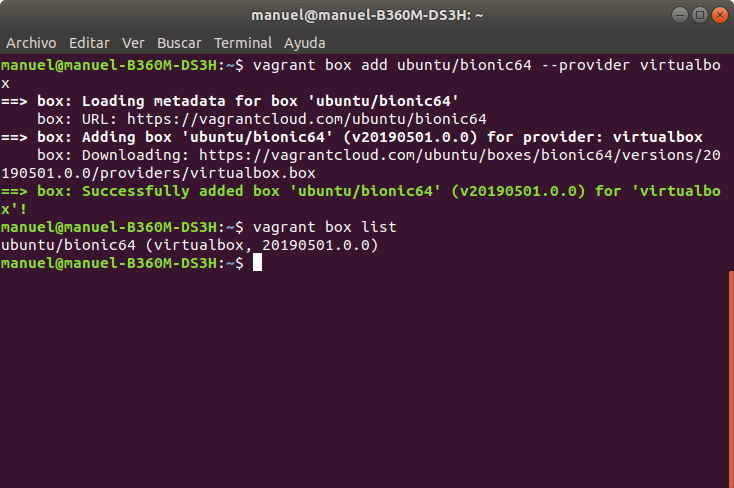 manuel@manuel-B360M-DS3H: ~
Archivo Editar Ver Buscar Terminal Ayuda
manuel@manuel-B360M-DS3H:~$ vagrant box add ubuntu/bionic64 --provider virtualbo
x
==> box: Loading metadata for box 'ubuntu/bionic64'
    box: URL: https://vagrantcloud.com/ubuntu/bionic64
==> box: Adding box 'ubuntu/bionic64' (v20190501.0.0) for provider: virtualbox
    box: Downloading: https://vagrantcloud.com/ubuntu/boxes/bionic64/versions/20
190501.0.0/providers/virtualbox.box
==> box: Successfully added box 'ubuntu/bionic64' (v20190501.0.0) for 'virtualbo
x'!
manuel@manuel-B360M-DS3H:~$ vagrant box list
ubuntu/bionic64 (virtualbox, 20190501.0.0)
manuel@manuel-B360M-DS3H:~$